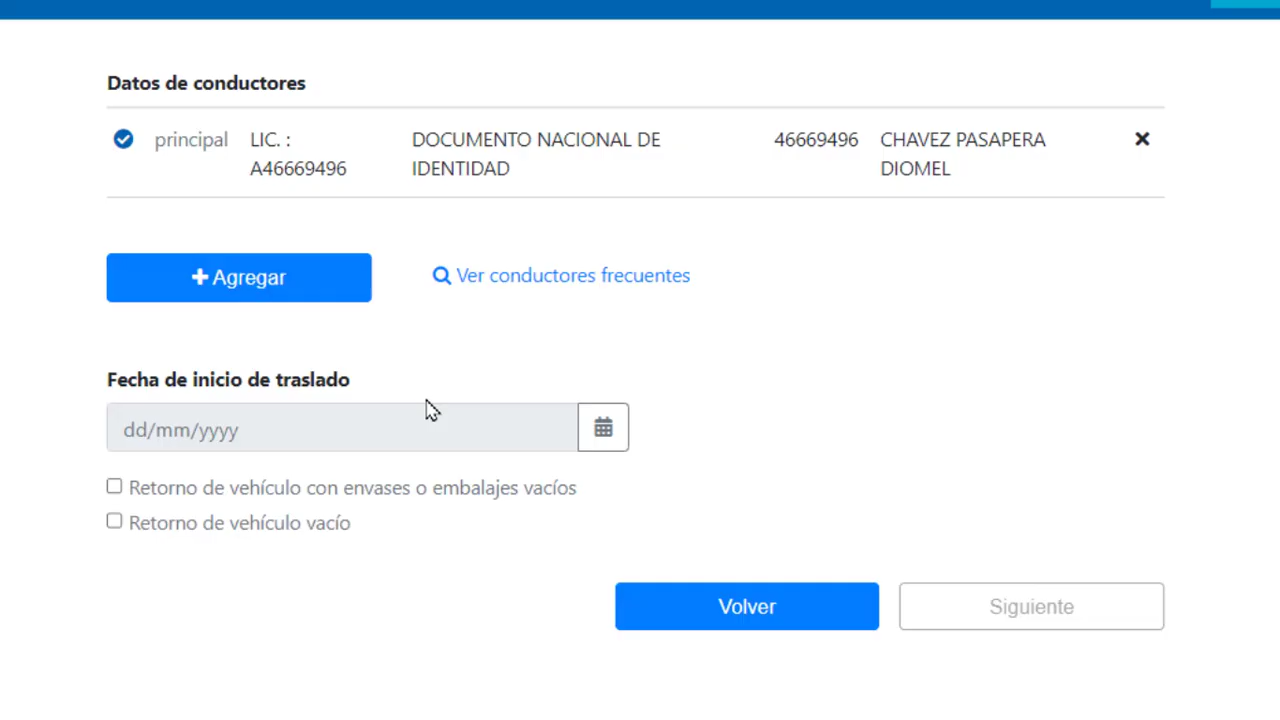 Datos de conductores
principal LIC. : DOCUMENTO NACIONAL DE 46669496 CHAVEZ PASAPERA
A46669496 IDENTIDAD DIOMEL
Agregar Ver conductores frecuentes
Fecha de inicio de traslado
dd/mm/yyyy
Retorno de vehículo con envases o embalajes vacíos
Retorno de vehículo vacío
Volver Siguiente